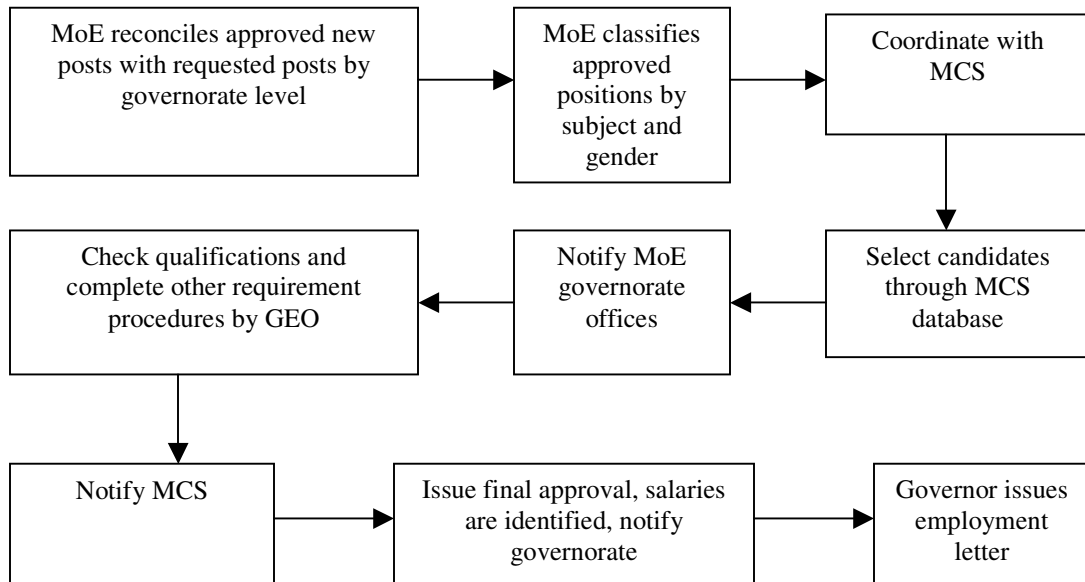 MoE reconciles approved new
posts with requested posts by
governorate level
MoE classifies
approved
positions by
subject and
gender
Coordinate with
MCS
Select candidates
through MCS
database
Notify MoE
governorate
offices
Check qualifications and
complete other requirement
procedures by GEO
Notify MCS
Issue final approval, salaries
are identified, notify
governorate
Governor issues
employment
letter